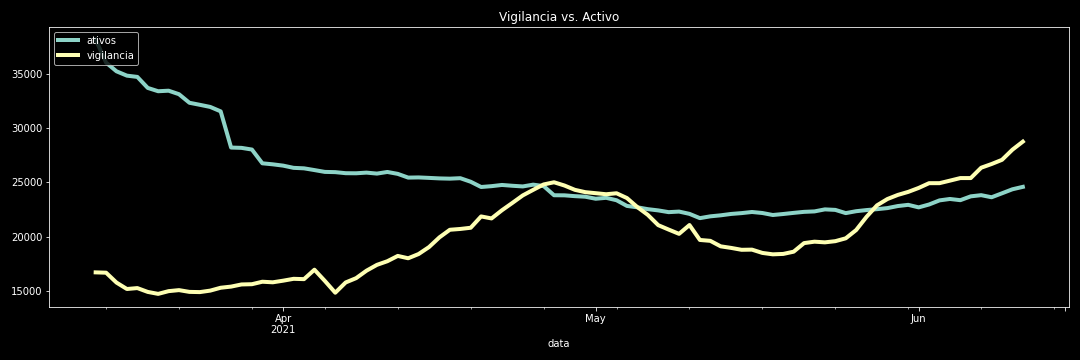 Vigilancia vs. Activo
ativos
vigilancia
35000
30000
25000
20000
15000
Apr
2021
May
Jun
data